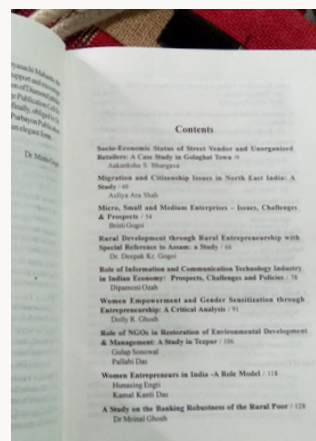 support and
Publication
Dr.
Contents
Socio-Economic Status of Street Vendor and Unorganised
Retailers: A Case Study in Golaghat Town /
Aakanksha S. Bhargava
Migration and Citizenship Issues in North East India: A
Study / 40
Asfiya Ara Shah
Micro, Small and Medium Enterprises – Issues, Challenges
& Prospects / 54
Bristi Gogoi
Rural Development through Rural Entrepreneurship with
Special Reference to Assam: a Study / 66
Dr. Deepak Kr. Gogoi
Role of Information and Communication Technology Industry
in Indian Economy: Prospects, Challenges and Policies / 78
Dipamoni Ozah
Women Empowerment and Gender Sensitization through
Entrepreneurship: A Critical Analysis / 91
Dolly R. Ghosh
Role of NGOs in Restoration of Environmental Development
& Management: A Study in Tezpur / 106
Gulap Sonowal
Pallabi Das
Women Entrepreneurs in India -A Role Model / 118
Hunasing Engti
Kamal Kanti Das
A Study on the Banking Robustness of the Rural Poor / 128
Dr Mrinal Ghosh